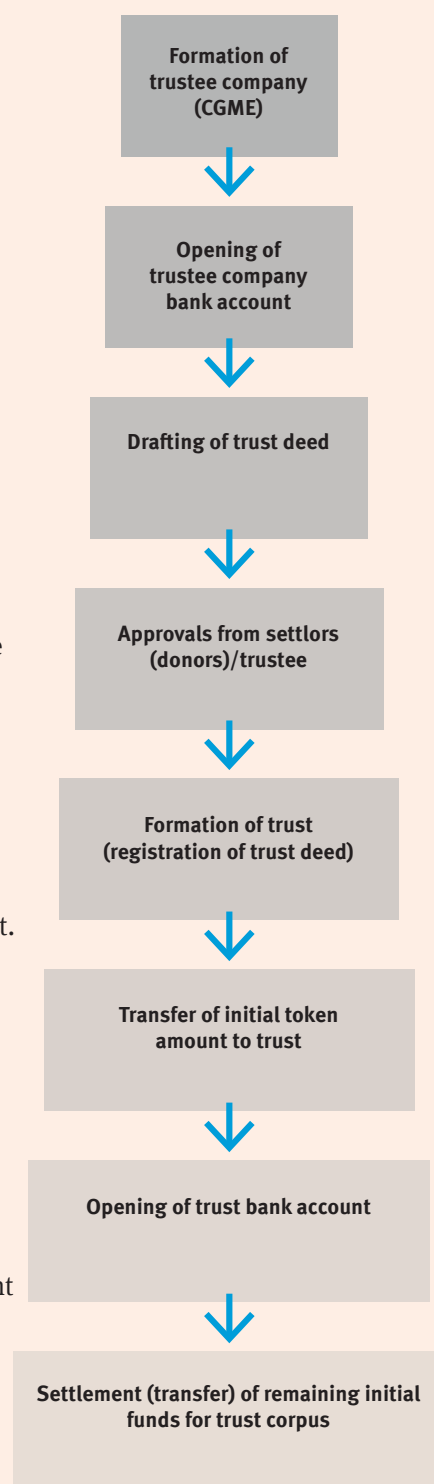 Formation of
trustee company
(CGME)
Opening of
trustee company
bank account
Drafting of trust deed
Approvals from settlors
(donors)/trustee
Formation of trust
(registration of trust deed)
t.
Transfer of initial token
amount to trust
Opening of trust bank account
Settlement (transfer) of remaining initial
funds for trust corpus